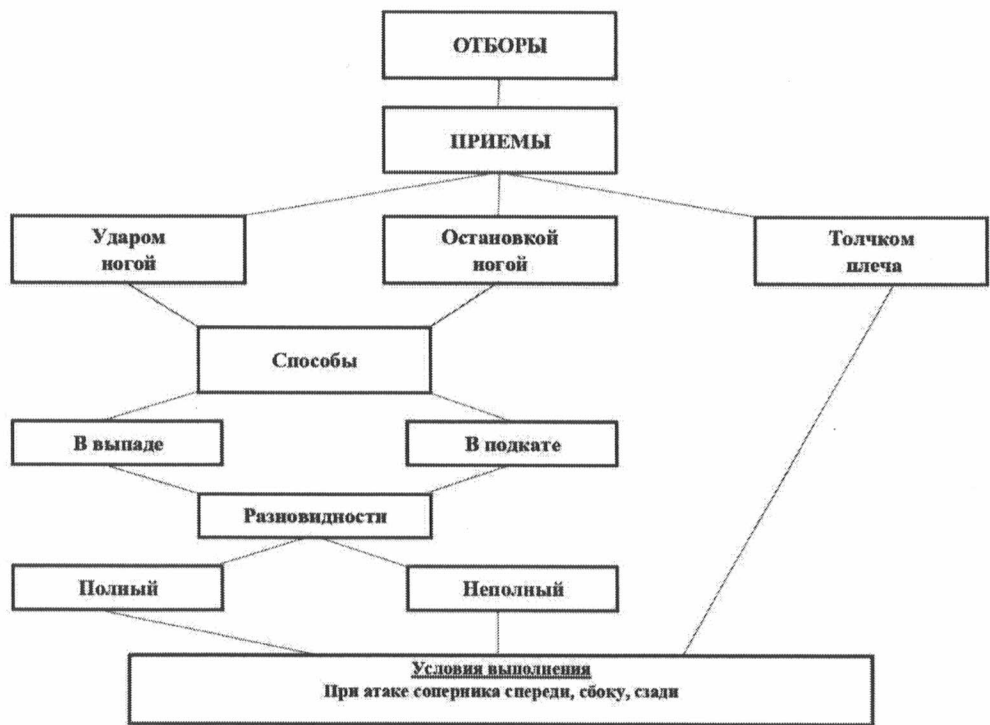 ОТБОРЫ
ПРИЕМЫ
Ударом
ногой
Остановкой
ногой
Толчком
плеча
Способы
В выпаде
В подкате
Разновидности
Полный
Неполный
Условия выполнения
При атаке соперника спереди, сбоку, сзади